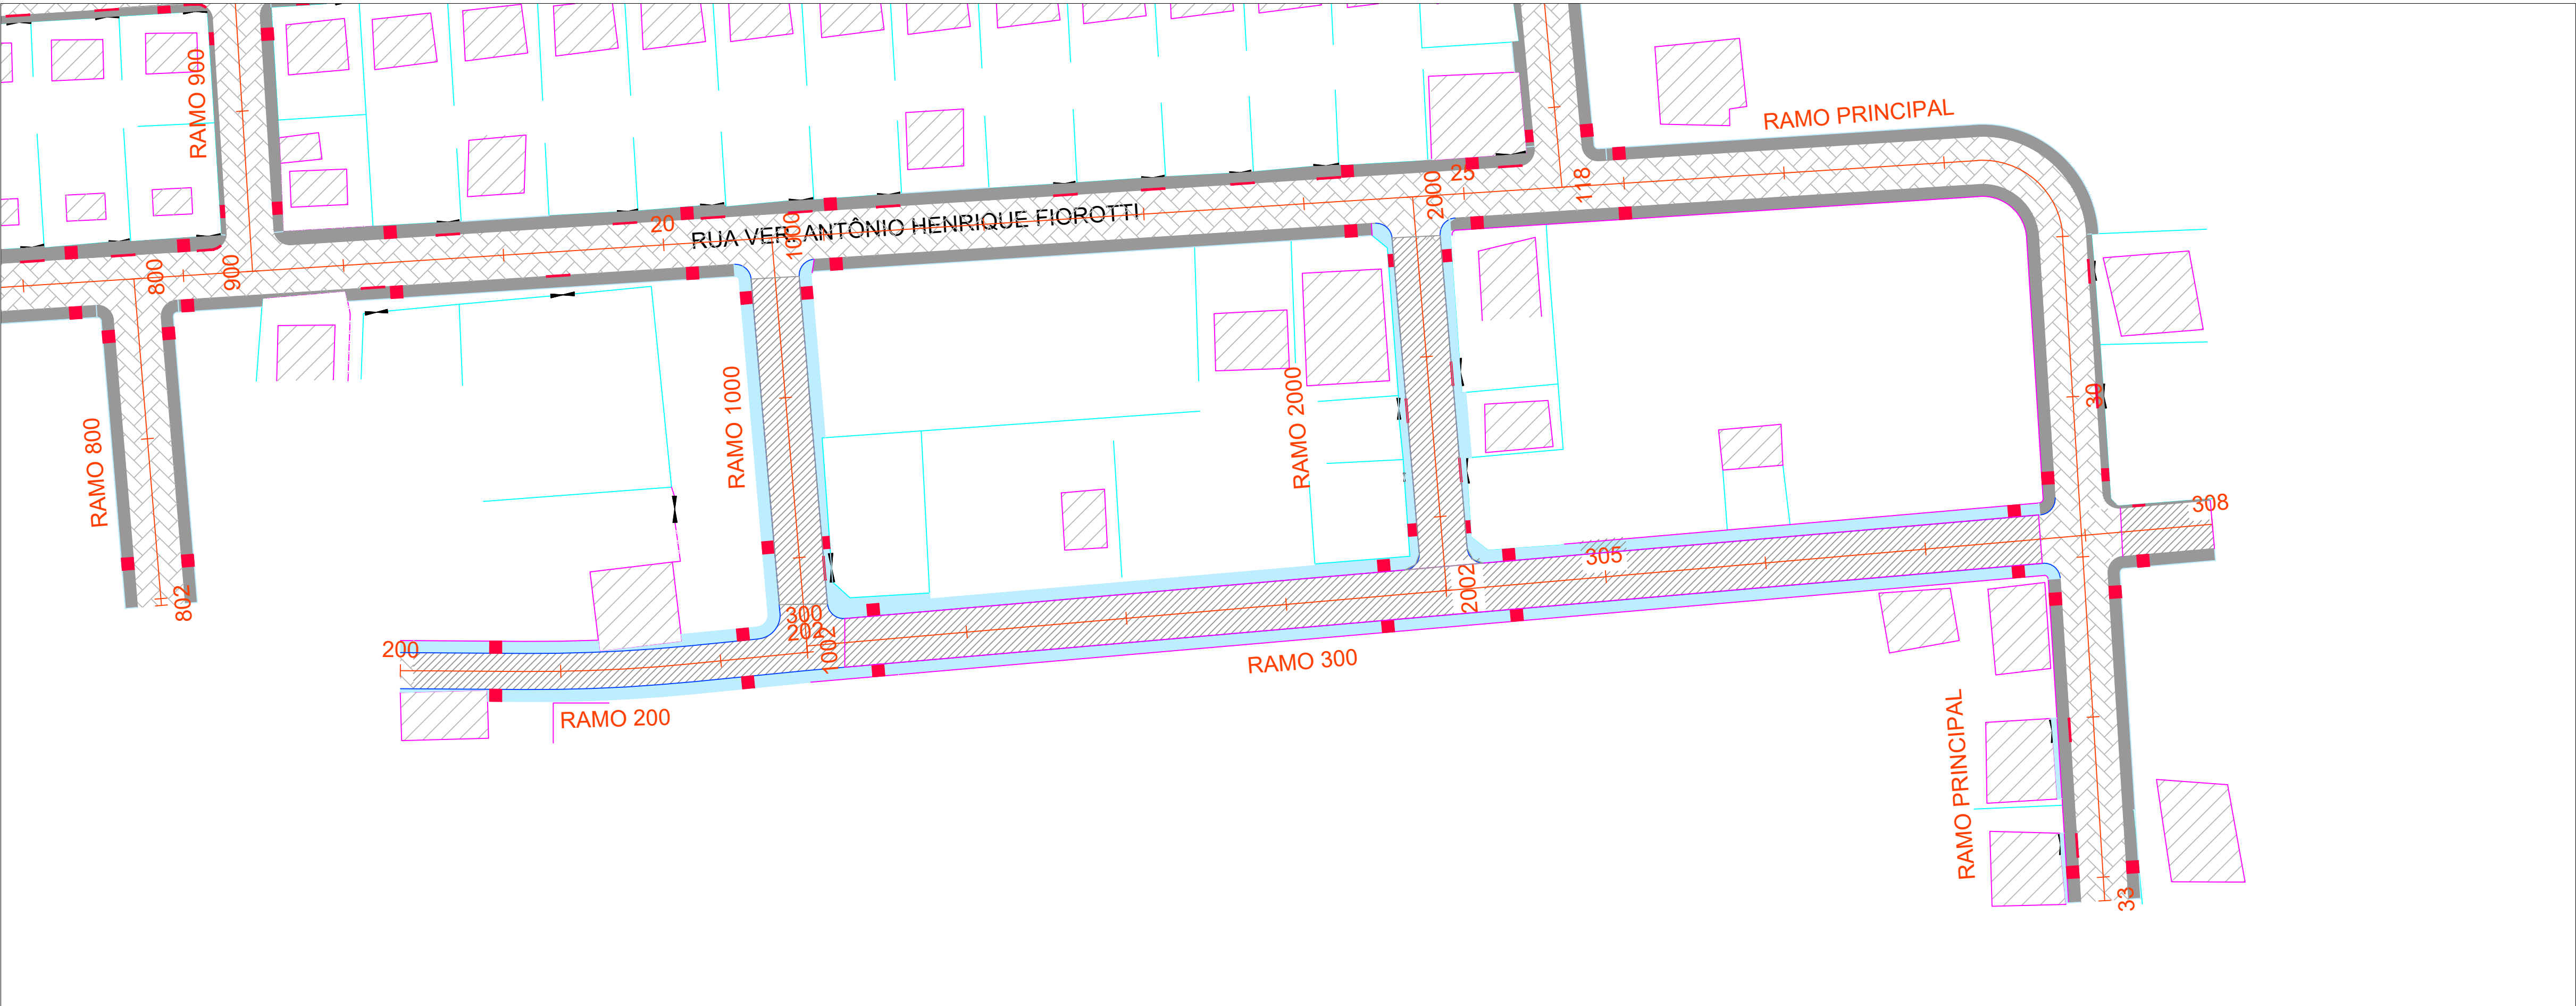 RAMO 900
RAMO PRINCIPAL
25
118
2000
20
1000
RUA VER. ANTÔNIO HENRIQUE FIOROTTI
800
900
30
RAMO 1000
RAMO 2000
RAMO 800
308
305
802
2002
300
202
1002
200
RAMO 300
RAMO 200
RAMO PRINCIPAL
33